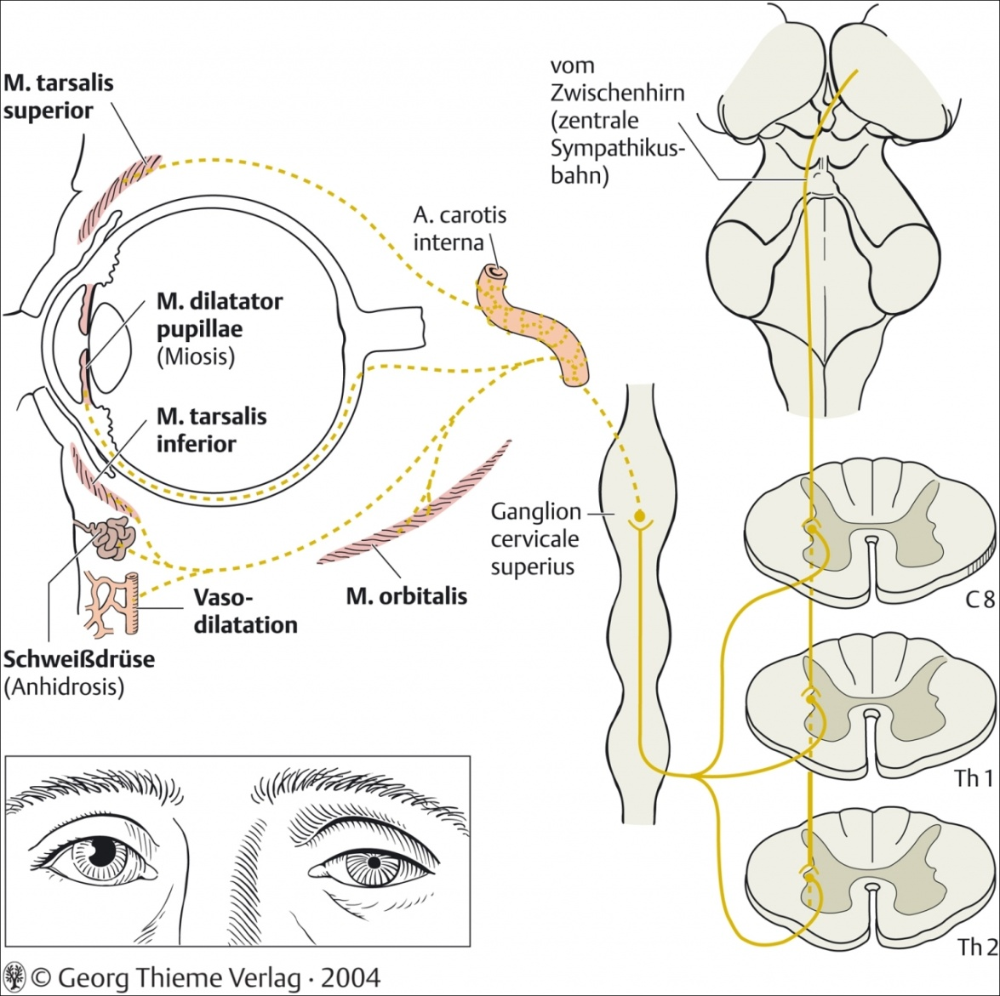 M. tarsalis
superior
vom
Zwischenhirn
(zentrale
Sympathikus-
bahn)
A. carotis
interna
M. dilatator
pupillae
(Miosis)
M. tarsalis
inferior
Ganglion
cervicale
superius
M. orbitalis
Vaso-
dilatation
Schweißdrüse
(Anhidrosis)
C 8
Th 1
Th 2
© Georg Thieme Verlag · 2004